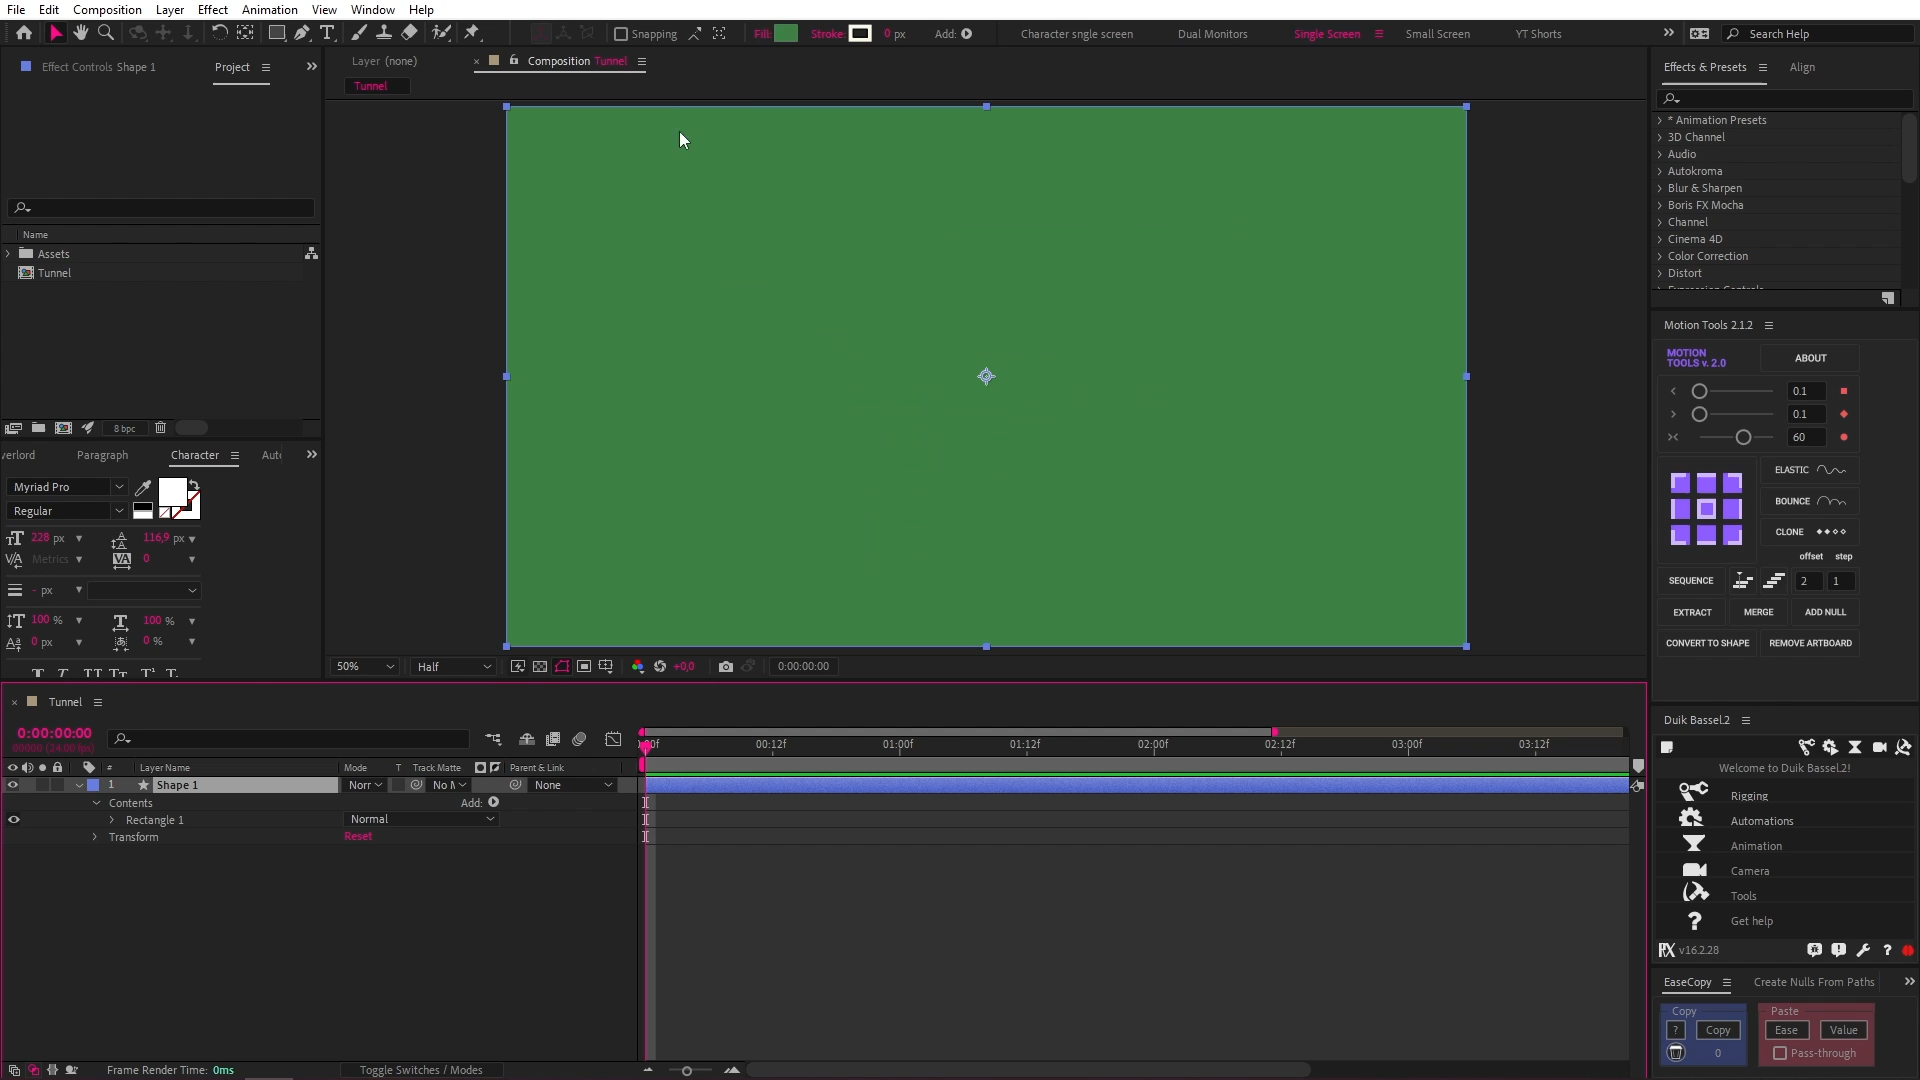 File Edit Composition Layer Effect Animation View Window Help
Snapping Fill: Stroke: 0 px Add: Character sngle screen Dual Monitors Single Screen Small Screen YT Shorts Search Help
Effect Controls Shape 1 Project
Layer (none) Composition Tunnel
Tunnel
Name
Assets
Tunnel
8 bpc
verlord Paragraph Character Aut
Myriad Pro
Regular
228 px 116,9 px
Metrics 0
- px
100 % 100 %
0 px 0 %
50% Half +0,0 0:00:00:00
Effects & Presets Align
* Animation Presets
3D Channel
Audio
Autokroma
Blur & Sharpen
Boris FX Mocha
Channel
Cinema 4D
Color Correction
Distort
Expression Controls
Motion Tools 2.1.2
MOTION TOOLS v. 2.0 ABOUT
0.1
0.1
60
ELASTIC
BOUNCE
CLONE
offset step
SEQUENCE 2 1
EXTRACT MERGE ADD NULL
CONVERT TO SHAPE REMOVE ARTBOARD
Duik Bassel.2
Welcome to Duik Bassel.2!
Rigging
Automations
Animation
Camera
Tools
Get help
v16.2.28
EaseCopy Create Nulls From Paths
Copy Paste
? Copy Ease Value
0 Pass-through
Tunnel
0:00:00:00
00000 (24.00 fps)
:00f 00:12f 01:00f 01:12f 02:00f 02:12f 03:00f 03:12f
# Layer Name Mode T Track Matte Parent & Link
1 Shape 1 Norr No M None
Contents Add:
Rectangle 1 Normal
Transform Reset
Frame Render Time: 0ms Toggle Switches / Modes